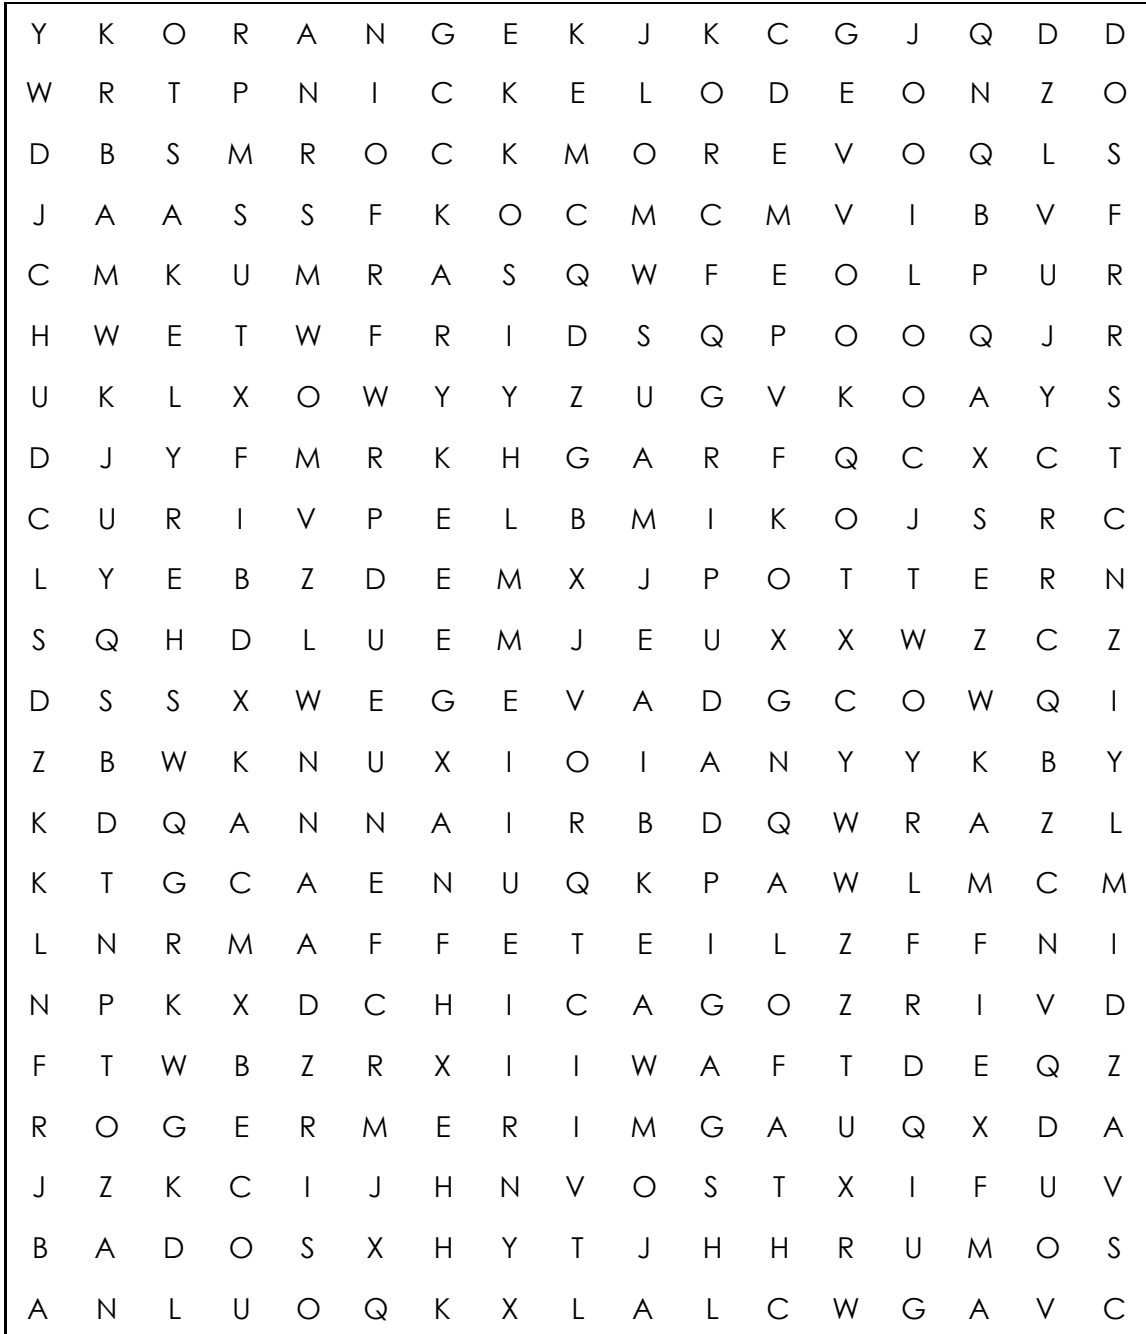 Y K O R A N G E K J K C G J Q D D
W R T P N I C K E L O D E O N Z O
D B S M R O C K M O R E V O Q L S
J A A S S F K O C M C M V I B V F
C M K U M R A S Q W F E O L P U R
H W E T W F R I D S Q P O O Q J R
U K L X O W Y Y Z U G V K O A Y S
D J Y F M R K H G A R F Q C X C T
C U R I V P E L B M I K O J S R C
L Y E B Z D E M X J P O T T E R N
S Q H D L U E M J E U X X W Z C Z
D S S X W E G E V A D G C O W Q I
Z B W K N U X I O I A N Y Y K B Y
K D Q A N N A I R B D Q W R A Z L
K T G C A E N U Q K P A W L M C M
L N R M A F F E T E I L Z F F N I
N P K X D C H I C A G O Z R I V D
F T W B Z R X I I W A F T D E Q Z
R O G E R M E R I M G A U Q X D A
J Z K C I J H N V O S T X I F U V
B A D O S X H Y T J H H R U M O S
A N L U O Q K X L A L C W G A V C